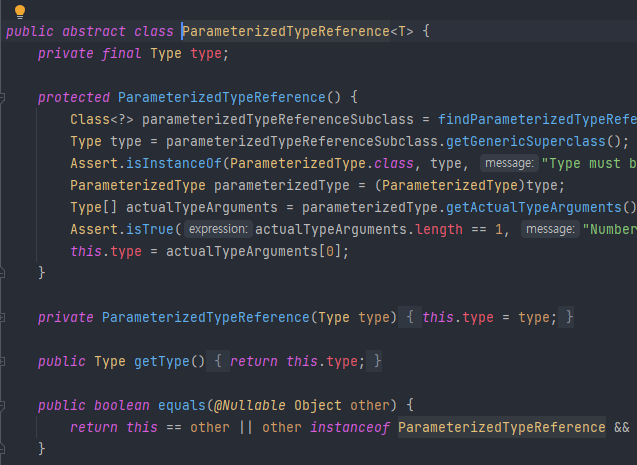 public abstract class ParameterizedTypeReference<T> {
private final Type type;
protected ParameterizedTypeReference() {
Class<?> parameterizedTypeReferenceSubclass = findParameterizedTypeRefe
Type type = parameterizedTypeReferenceSubclass.getGenericSuperclass();
Assert.isInstanceOf(ParameterizedType.class, type, message: "Type must b
ParameterizedType parameterizedType = (ParameterizedType)type;
Type[] actualTypeArguments = parameterizedType.getActualTypeArguments()
Assert.isTrue( expression: actualTypeArguments.length == 1, message: "Number
this.type = actualTypeArguments[0];
}
private ParameterizedTypeReference(Type type) { this.type = type; }
public Type getType() { return this.type; }
public boolean equals(@Nullable Object other) {
return this == other || other instanceof ParameterizedTypeReference &&
}